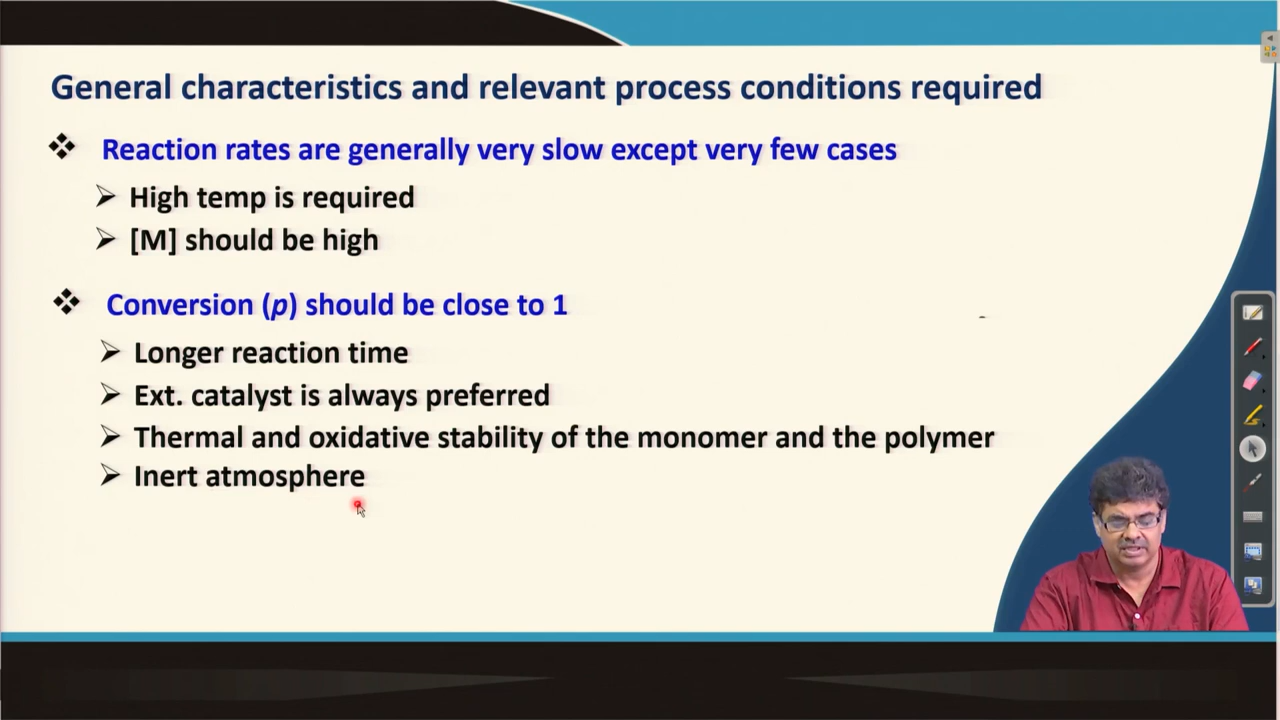 General characteristics and relevant process conditions required
❖ Reaction rates are generally very slow except very few cases
➢ High temp is required
➢ [M] should be high
❖ Conversion (p) should be close to 1
➢ Longer reaction time
➢ Ext. catalyst is always preferred
➢ Thermal and oxidative stability of the monomer and the polymer
➢ Inert atmosphere